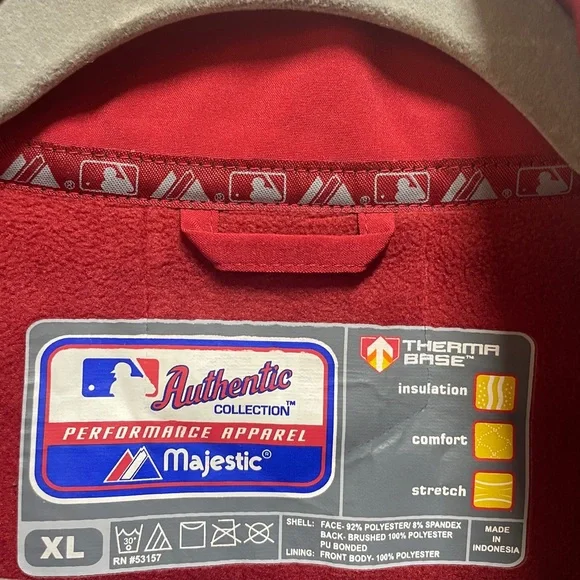 Authentic
COLLECTION™
PERFORMANCE APPAREL
Majestic®
THERMA
BASE™
insulation
comfort
stretch
XL
30°
RN #53157
SHELL: FACE- 92% POLYESTER/ 8% SPANDEX
BACK- BRUSHED 100% POLYESTER
PU BONDED
LINING: FRONT BODY- 100% POLYESTER
MADE IN
INDONESIA